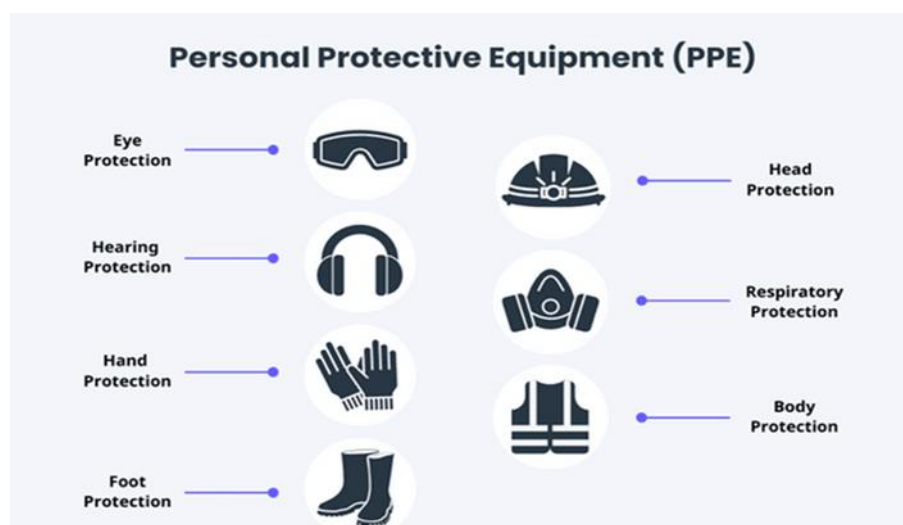 Personal Protective Equipment (PPE)
Eye
Protection
Hearing
Protection
Hand
Protection
Foot
Protection
Head
Protection
Respiratory
Protection
Body
Protection